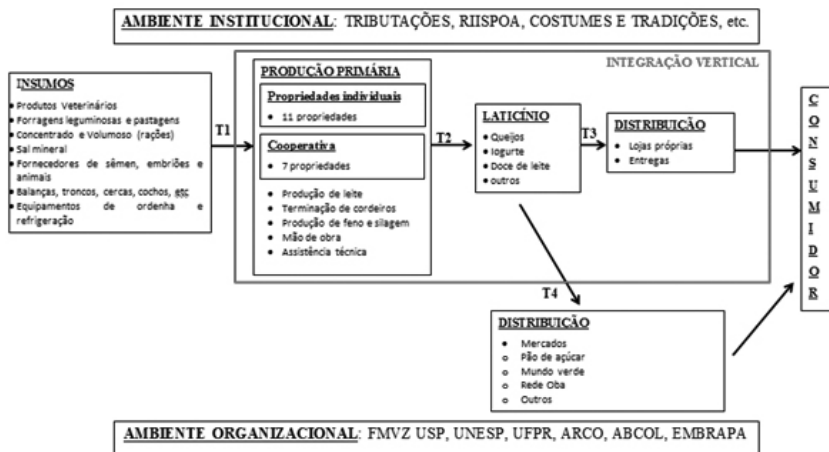 AMBIENTE INSTITUCIONAL: TRIBUTAÇÕES, RIISPOA, COSTUMES E TRADIÇÕES, etc.
INTEGRAÇÃO VERTICAL
INSUMOS
• Produtos Veterinários
• Forragens leguminosas e pastagens
• Concentrado e Volumoso (rações)
• Sal mineral
• Fornecedores de sêmen, embriões e
animais
• Balanças, troncos, cercas, cochos, etc
• Equipamentos de ordenha e
refrigeração
T1
PRODUÇÃO PRIMÁRIA
Propriedades individuais
• 11 propriedades
Cooperativa
• 7 propriedades
• Produção de leite
• Terminação de cordeiros
• Produção de feno e silagem
• Mão de obra
• Assistência técnica
T2
LATICÍNIO
• Queijos
• Iogurte
• Doce de leite
• outros
T3
DISTRIBUIÇÃO
• Lojas próprias
• Entregas
T4
DISTRIBUIÇÃO
• Mercados
o Pão de açúcar
o Mundo verde
o Rede Oba
o Outros
C
O
N
S
U
M
I
D
O
R
AMBIENTE ORGANIZACIONAL: FMVZ USP, UNESP, UFPR, ARCO, ABCOL, EMBRAPA